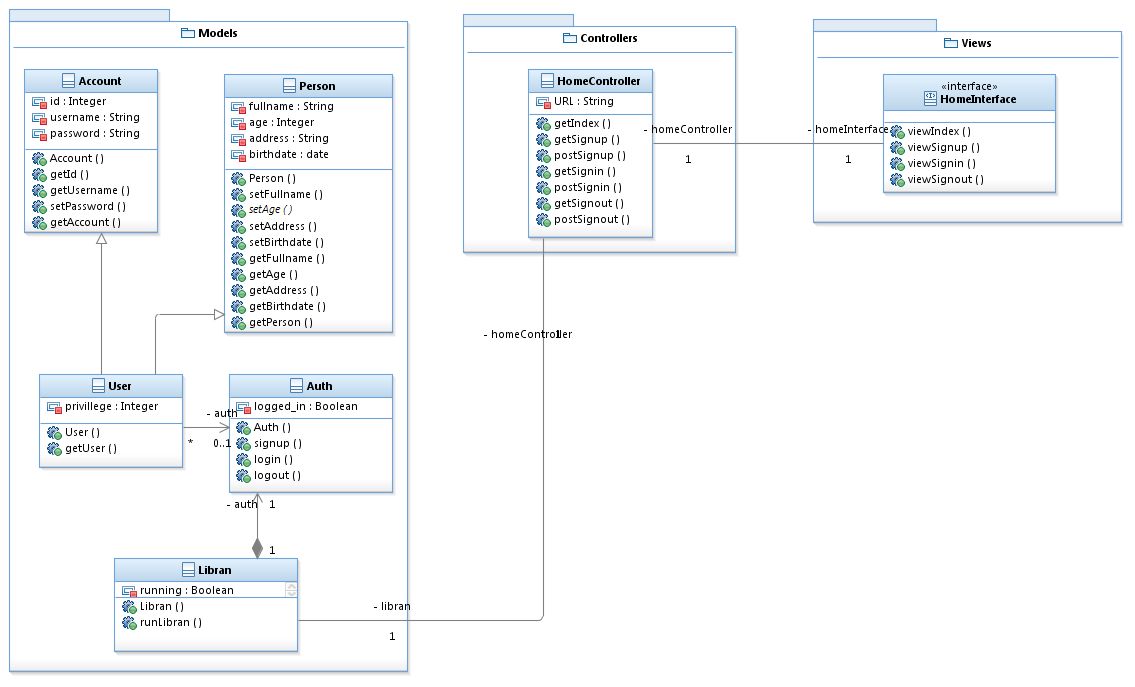 Models
Account
id : Integer
username : String
password : String
Account ()
getId ()
getUsername ()
setPassword ()
getAccount ()
Person
fullname : String
age : Integer
address : String
birthdate : date
Person ()
setFullname ()
setAge ()
setAddress ()
setBirthdate ()
getFullname ()
getAge ()
getAddress ()
getBirthdate ()
getPerson ()
User
privillege : Integer
User ()
getUser ()
- auth
*
0..1
Auth
logged_in : Boolean
Auth ()
signup ()
login ()
logout ()
- auth
1
1
Libran
running : Boolean
Libran ()
runLibran ()
- libran
1
Controllers
HomeController
URL : String
getIndex ()
getSignup ()
postSignup ()
getSignin ()
postSignin ()
getSignout ()
postSignout ()
- homeController
1
- homeController
1
- homeInterface
1
Views
«interface»
HomeInterface
viewIndex ()
viewSignup ()
viewSignin ()
viewSignout ()